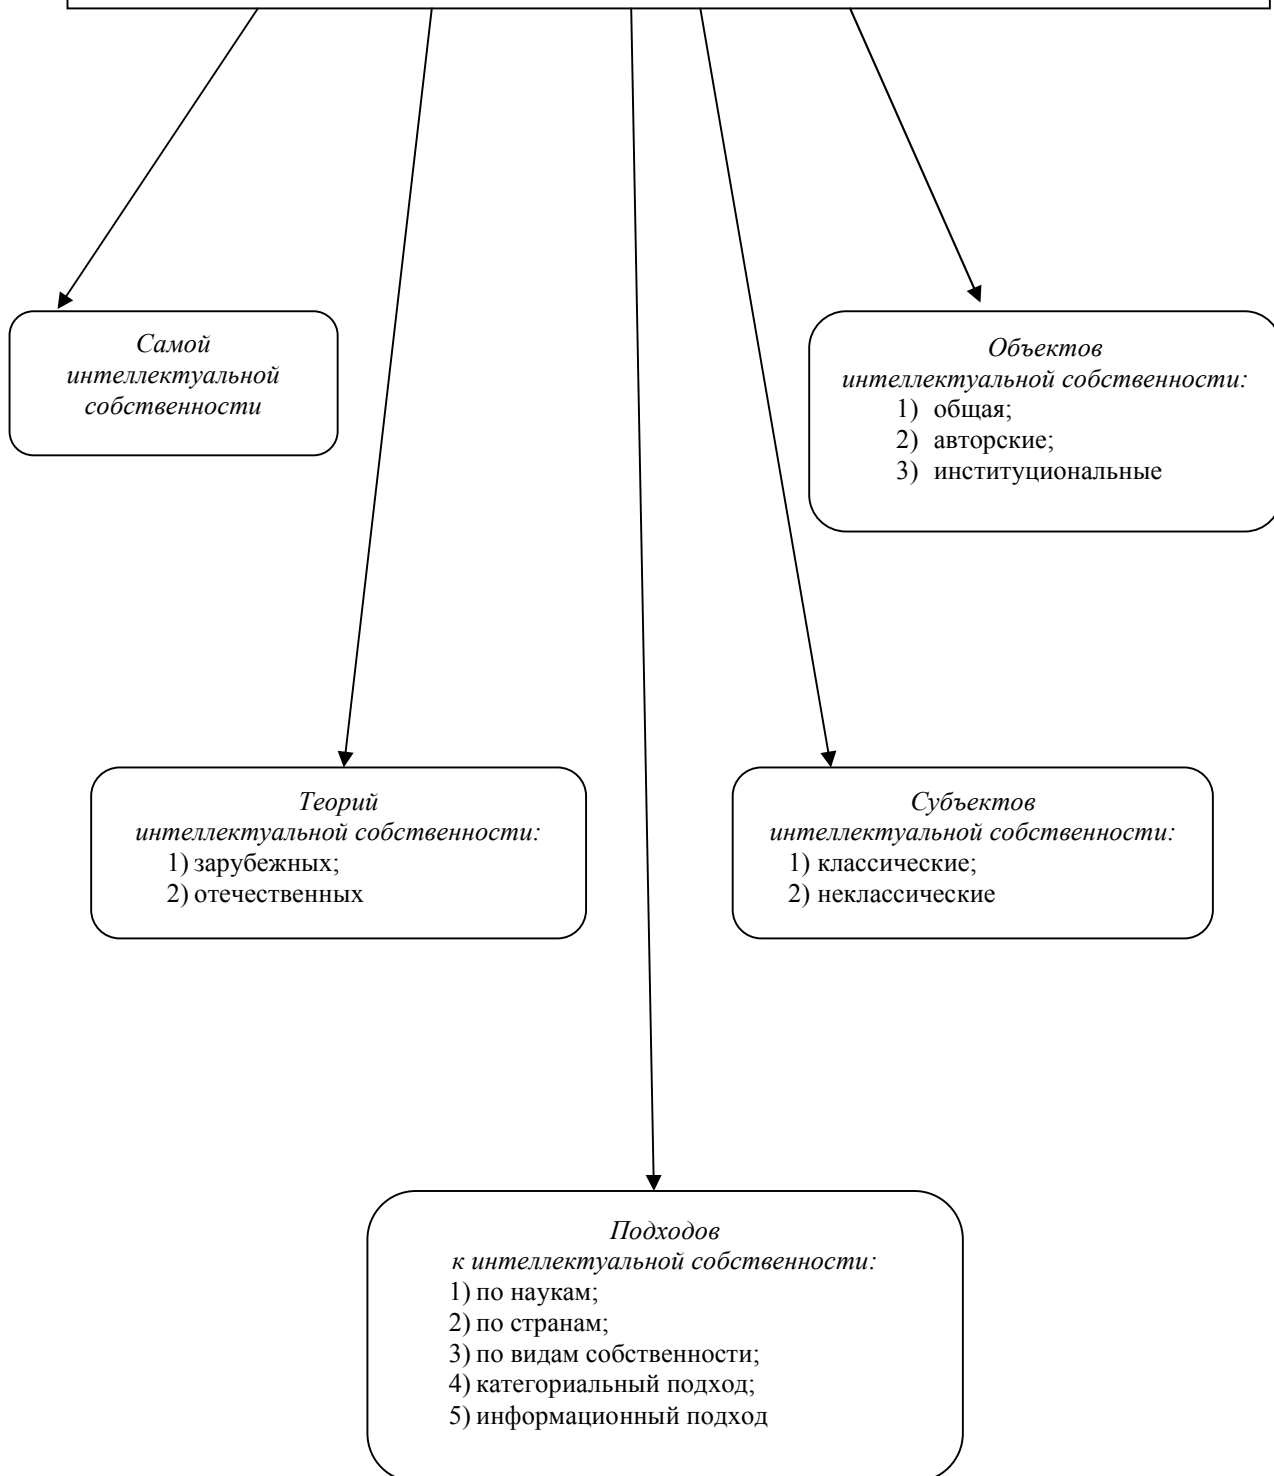 Самой
интеллектуальной
собственности
Объектов
интеллектуальной собственности:
1) общая;
2) авторские;
3) институциональные
Теорий
интеллектуальной собственности:
1) зарубежных;
2) отечественных
Субъектов
интеллектуальной собственности:
1) классические;
2) неклассические
Подходов
к интеллектуальной собственности:
1) по наукам;
2) по странам;
3) по видам собственности;
4) категориальный подход;
5) информационный подход